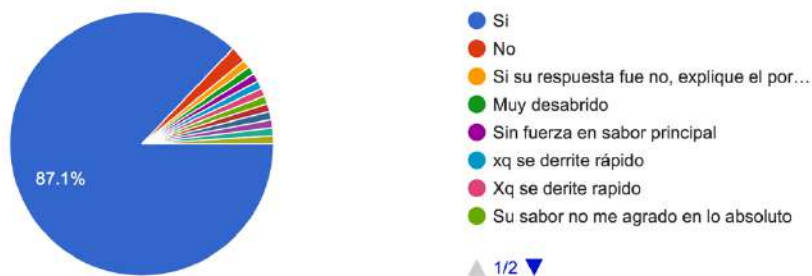 87.1%
Si
No
Si su respuesta fue no, explique el por…
Muy desabrido
Sin fuerza en sabor principal
xq se derrite rápido
Xq se derite rapido
Su sabor no me agrado en lo absoluto
1/2